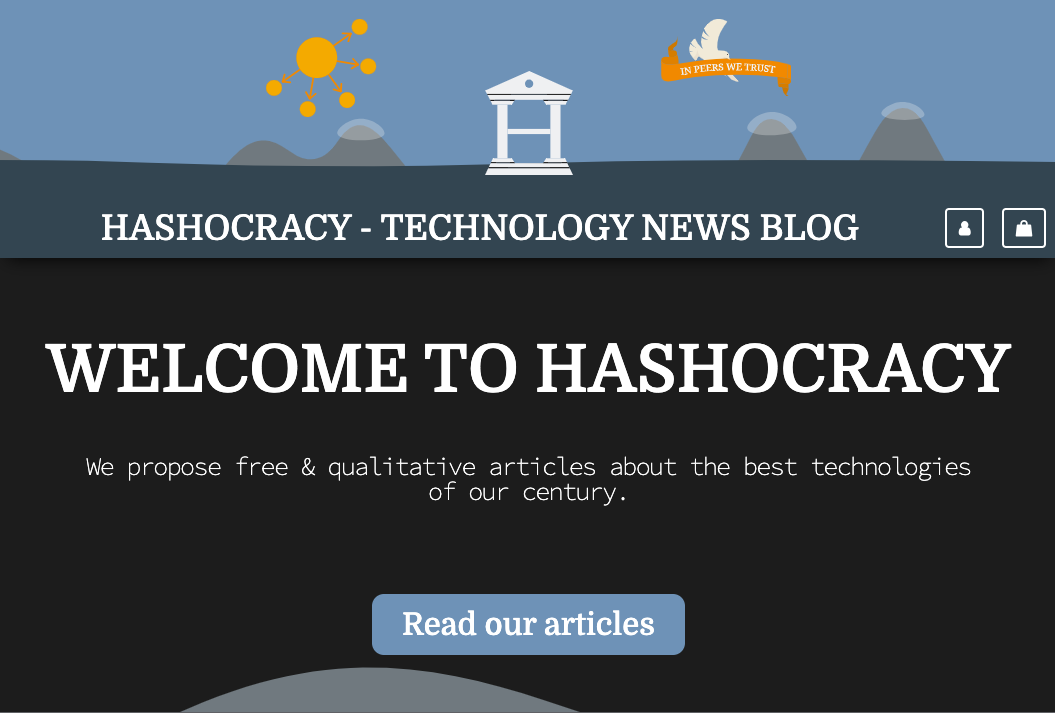 IN PEERS WE TRUST
HASHOCRACY - TECHNOLOGY NEWS BLOG
WELCOME TO HASHOCRACY
We propose free & qualitative articles about the best technologies
of our century.
Read our articles